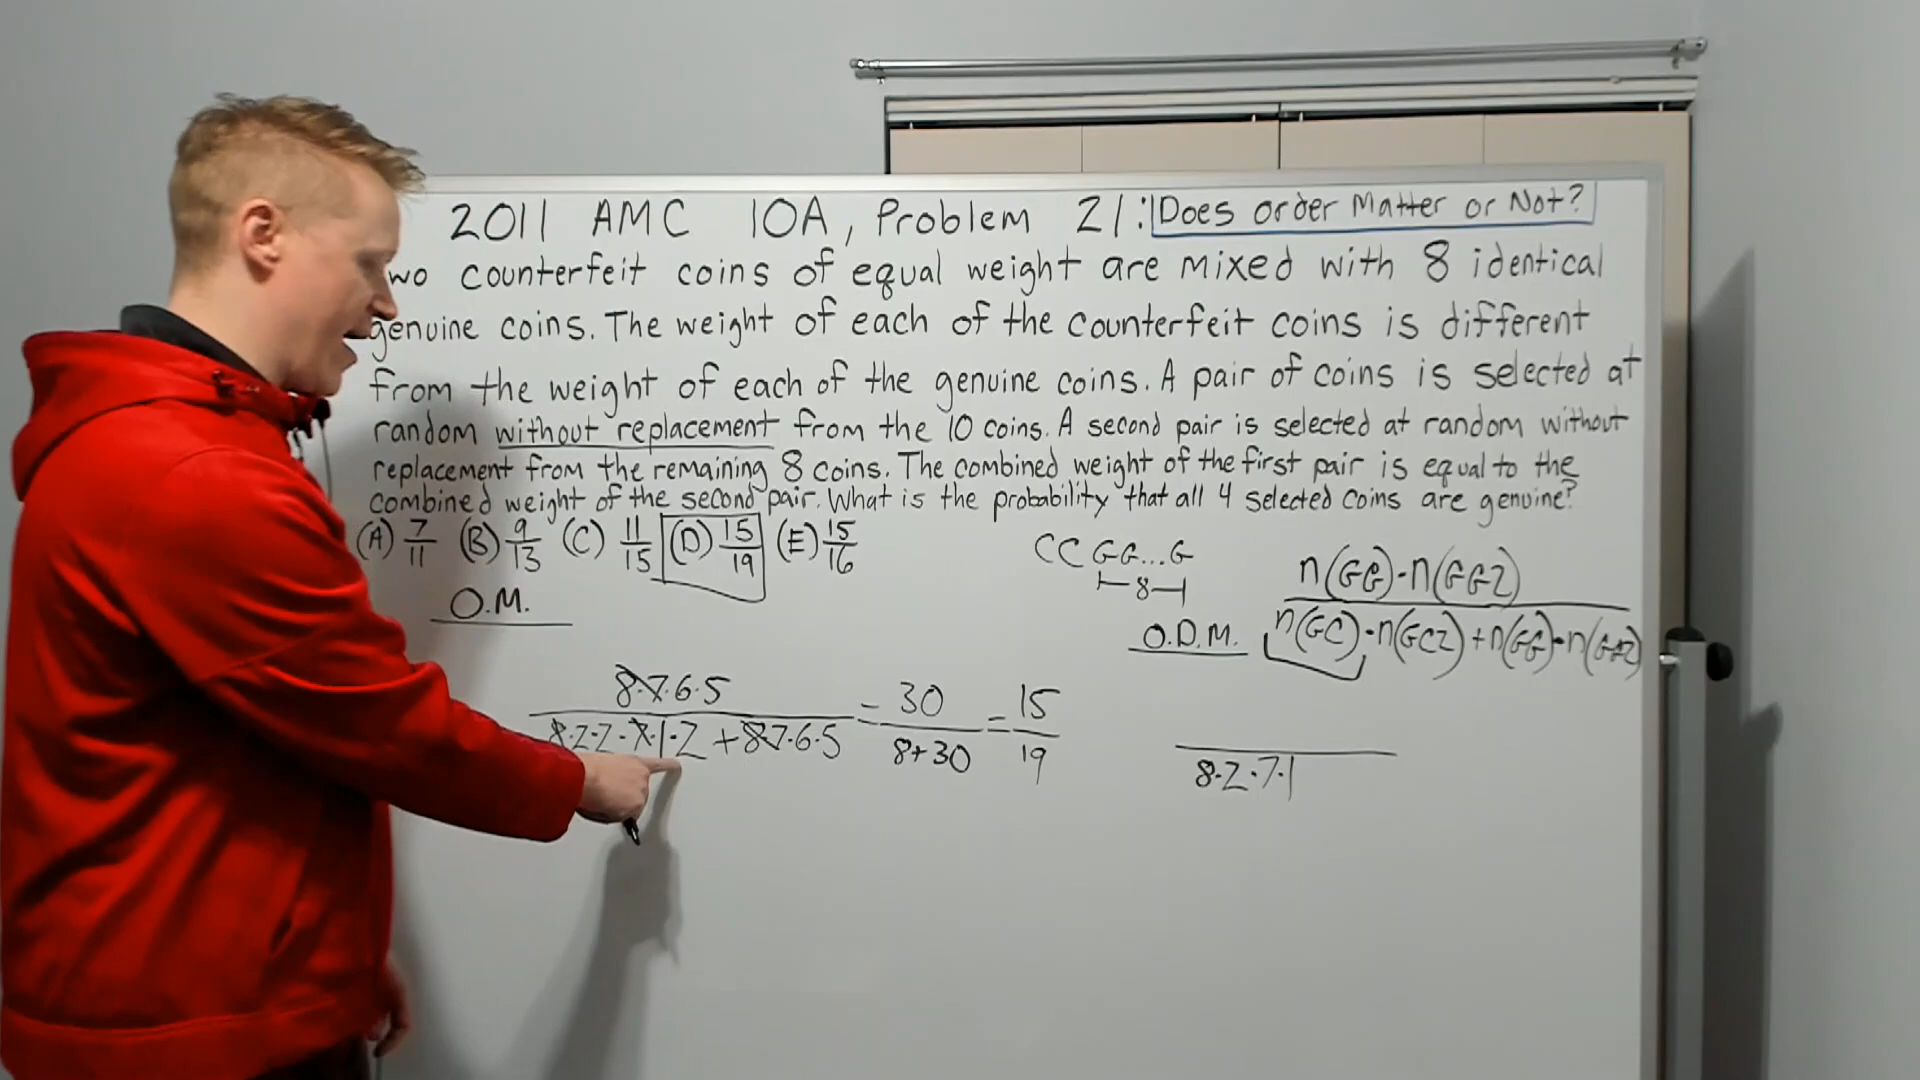 2011 AMC 10A, Problem 21: Does order Matter or Not?
wo counterfeit coins of equal weight are mixed with 8 identical
genuine coins. The weight of each of the counterfeit coins is different
from the weight of each of the genuine coins. A pair of coins is selected at
random without replacement from the 10 coins. A second pair is selected at random without
replacement from the remaining 8 coins. The combined weight of the first pair is equal to the
combined weight of the second pair. What is the probability that all 4 selected coins are genuine?
(A) 7/11 (B) 9/13 (C) 11/15 (D) 15/19 (E) 15/16
CCGG...G
8
n(GG)·n(GG2)
n(GC)·n(GC2)+n(GG)·n(GG2)
O.M.
O.D.M.
8·7·6·5
8·2·2·7·1·2+8·7·6·5
=30/(8+30)=15/19
8·2·7·1